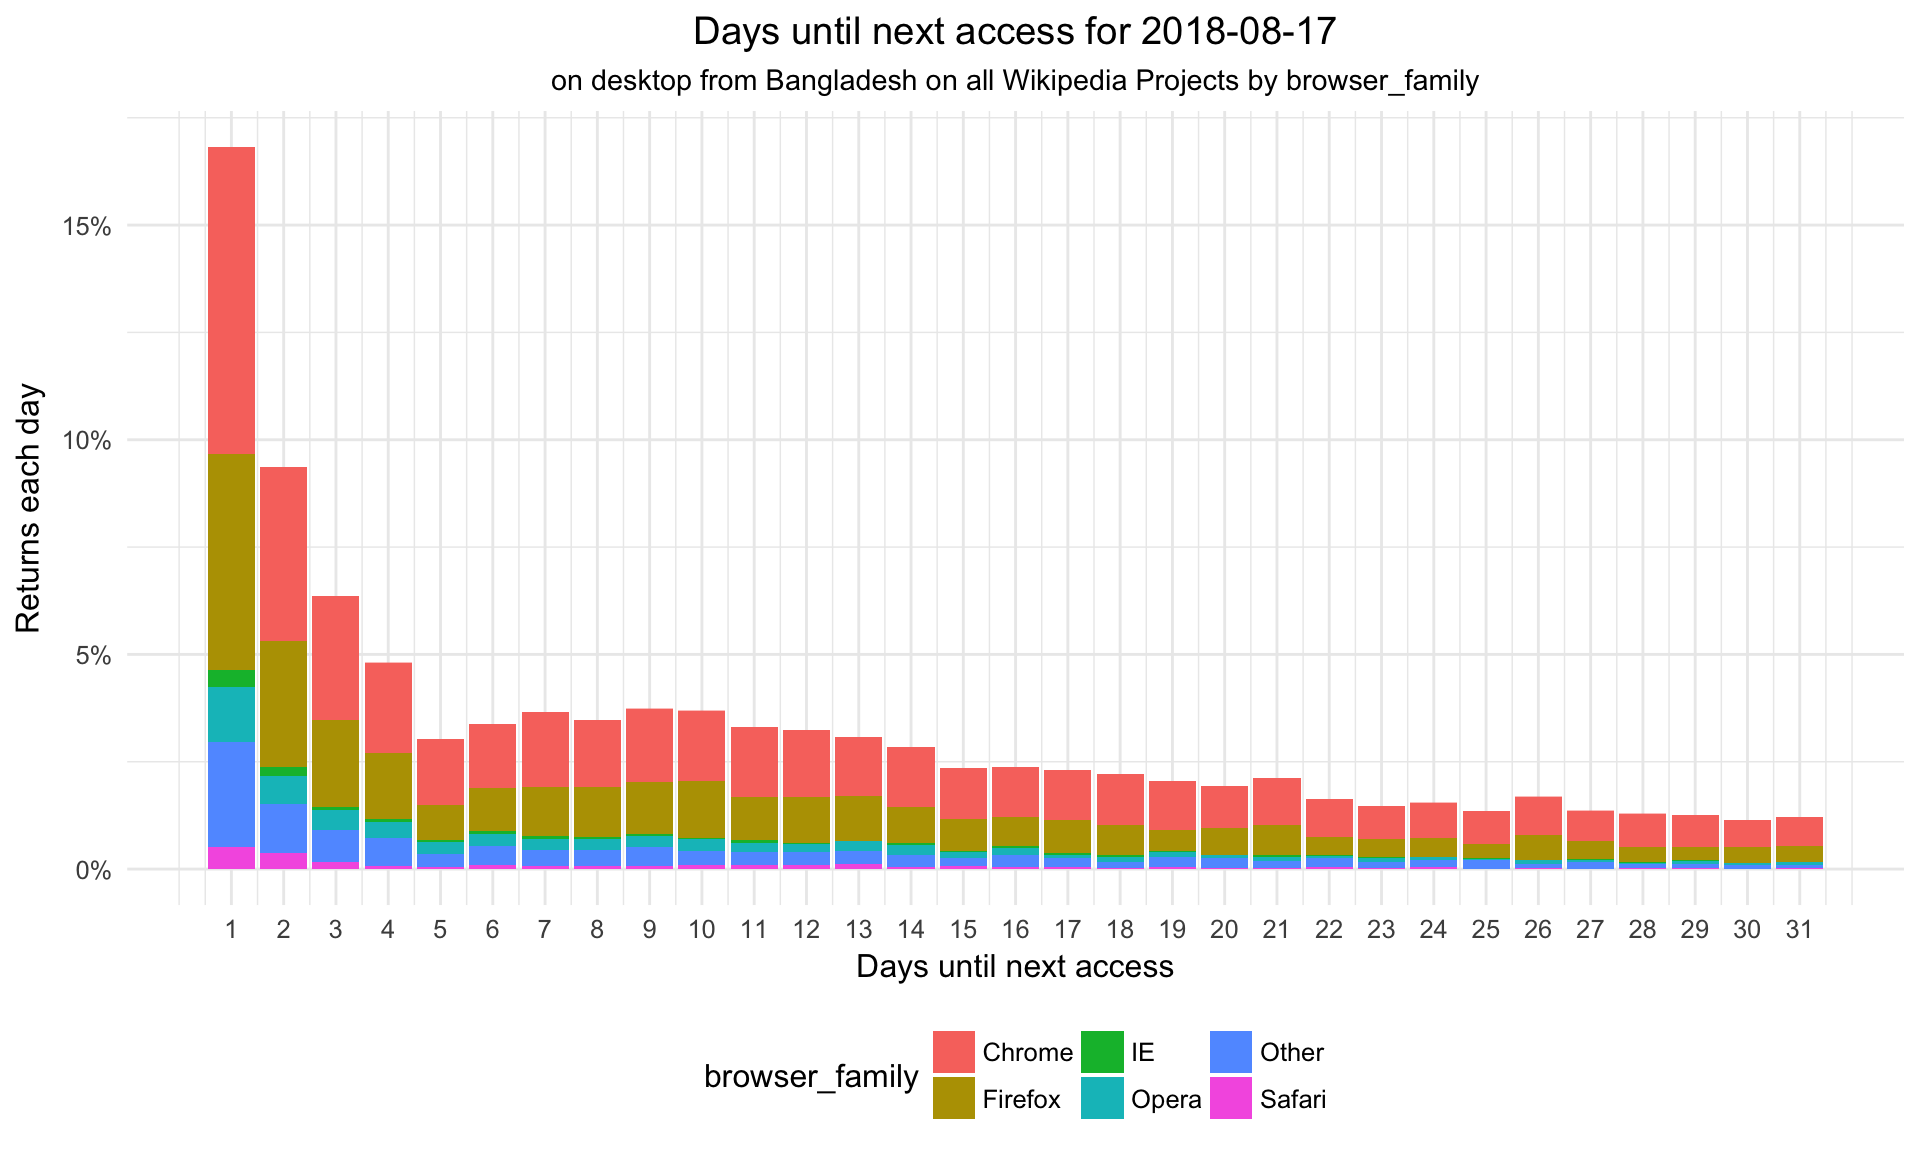 Days until next access for 2018-08-17
on desktop from Bangladesh on all Wikipedia Projects by browser_family
Returns each day
15%
10%
5%
0%
1 2 3 4 5 6 7 8 9 10 11 12 13 14 15 16 17 18 19 20 21 22 23 24 25 26 27 28 29 30 31
Days until next access
browser_family
Chrome IE Other
Firefox Opera Safari